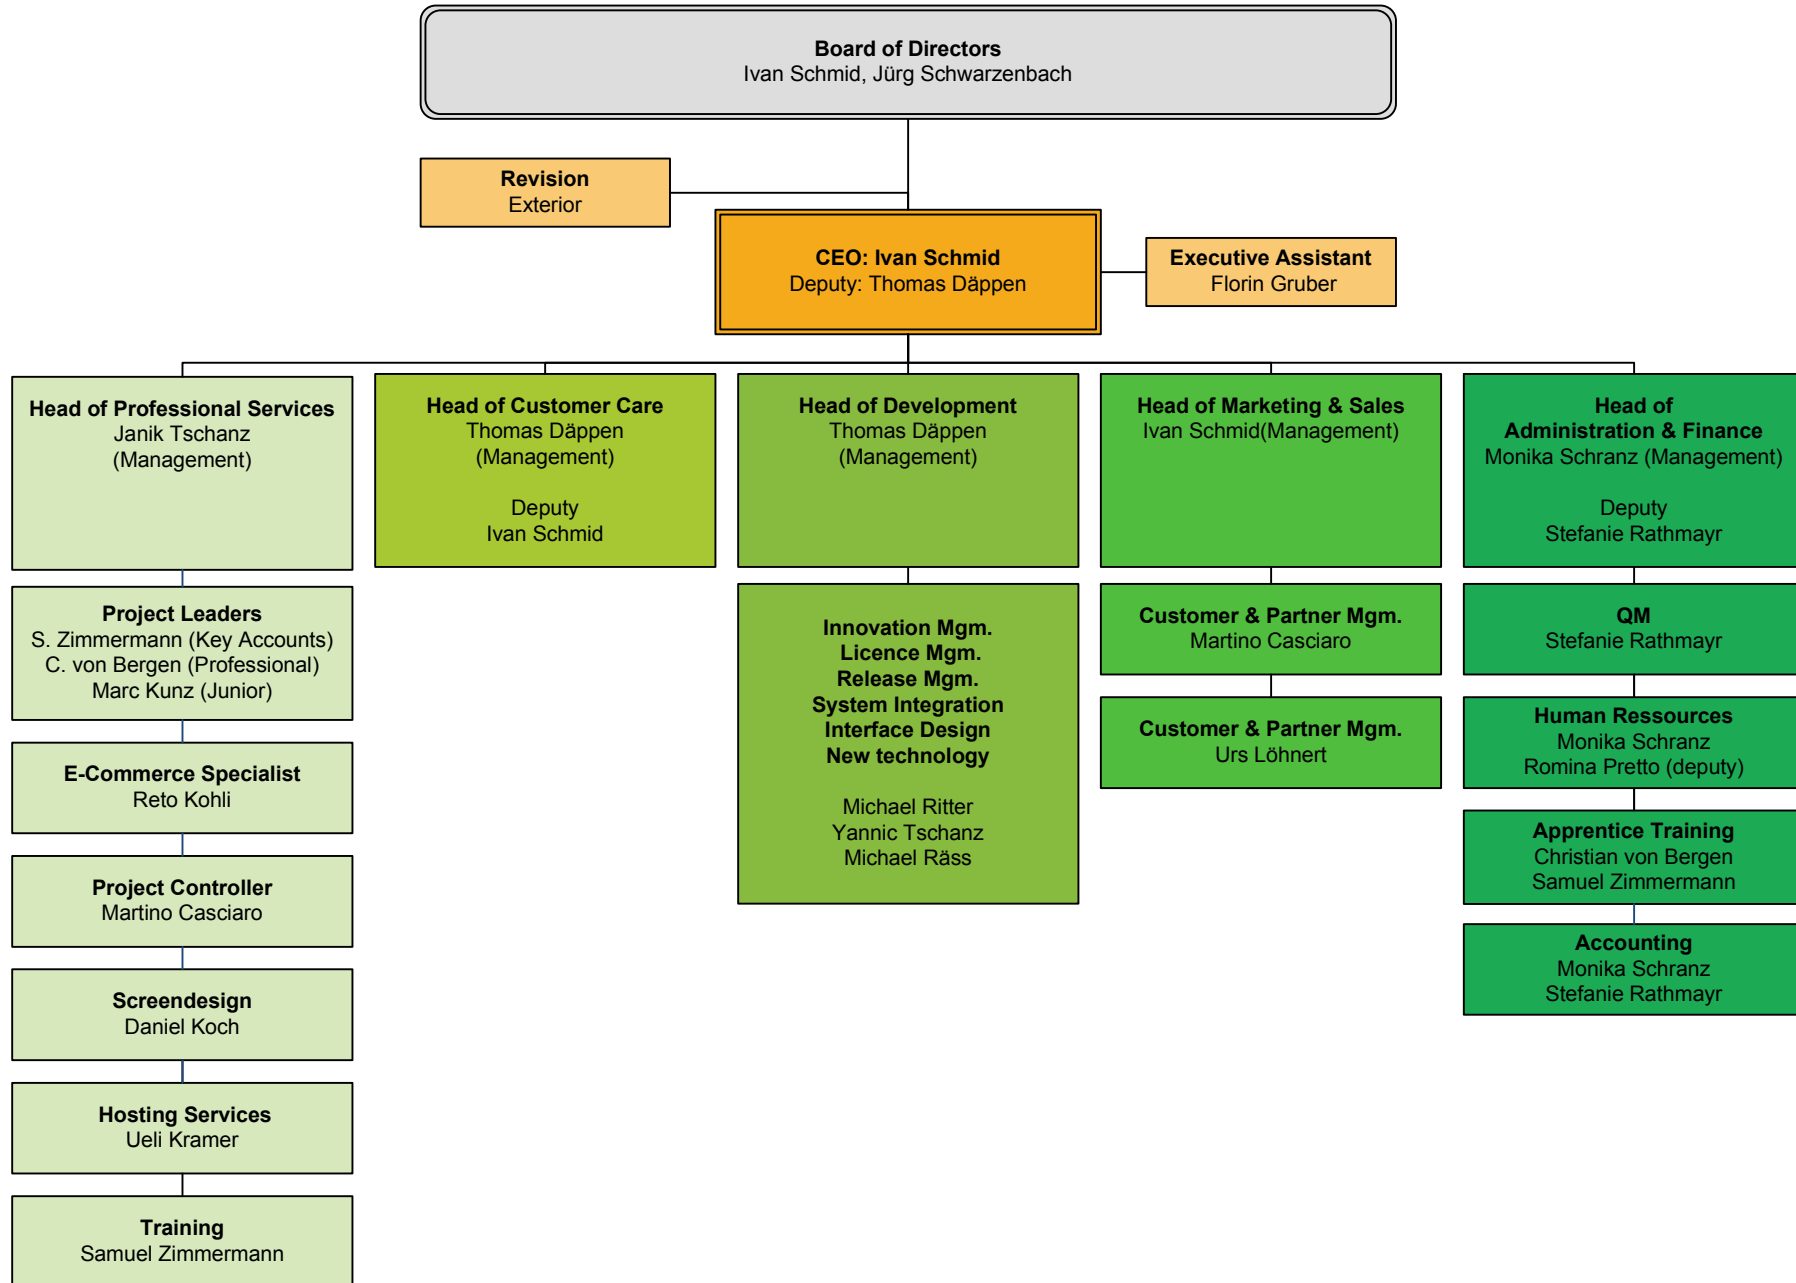 Board of Directors
Ivan Schmid, Jürg Schwarzenbach
Revision
Exterior
CEO: Ivan Schmid
Deputy: Thomas Däppen
Executive Assistant
Florin Gruber
Head of Professional Services
Janik Tschanz
(Management)
Project Leaders
S. Zimmermann (Key Accounts)
C. von Bergen (Professional)
Marc Kunz (Junior)
E-Commerce Specialist
Reto Kohli
Project Controller
Martino Casciaro
Screendesign
Daniel Koch
Hosting Services
Ueli Kramer
Training
Samuel Zimmermann
Head of Customer Care
Thomas Däppen
(Management)
Deputy
Ivan Schmid
Head of Development
Thomas Däppen
(Management)
Innovation Mgm.
Licence Mgm.
Release Mgm.
System Integration
Interface Design
New technology
Michael Ritter
Yannic Tschanz
Michael Räss
Head of Marketing & Sales
Ivan Schmid(Management)
Customer & Partner Mgm.
Martino Casciaro
Customer & Partner Mgm.
Urs Löhnert
Head of
Administration & Finance
Monika Schranz (Management)
Deputy
Stefanie Rathmayr
QM
Stefanie Rathmayr
Human Ressources
Monika Schranz
Romina Pretto (deputy)
Apprentice Training
Christian von Bergen
Samuel Zimmermann
Accounting
Monika Schranz
Stefanie Rathmayr